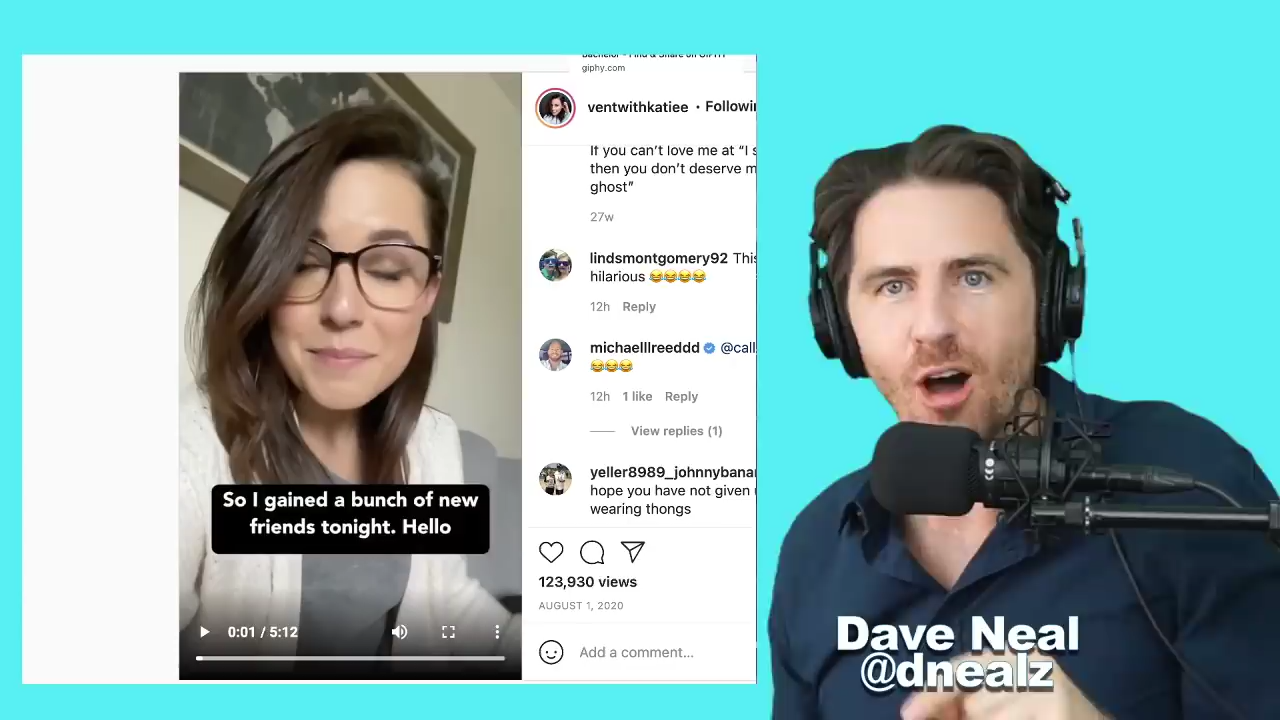 giphy.com
ventwithkatiee • Followin
If you can't love me at "I s
then you don't deserve m
ghost"
27w
lindsmontgomery92 This
hilarious 😂😂😂😂
12h Reply
michaelllreeddd @call
😂😂😂
12h 1 like Reply
View replies (1)
yeller8989_johnnybanan
hope you have not given u
wearing thongs
So I gained a bunch of new
friends tonight. Hello
0:01 / 5:12
123,930 views
AUGUST 1, 2020
Add a comment...
Dave Neal
@dnealz